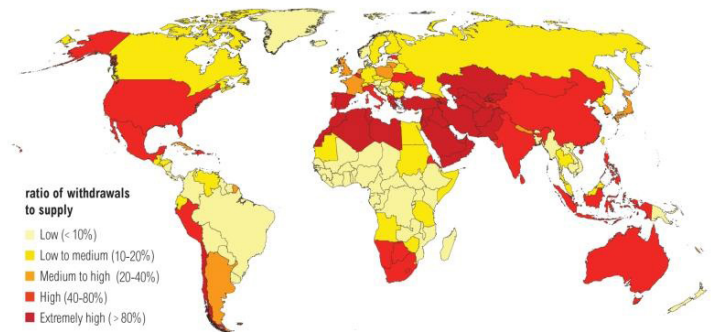 ratio of withdrawals
to supply
Low (< 10%)
Low to medium (10-20%)
Medium to high (20-40%)
High (40-80%)
Extremely high (> 80%)